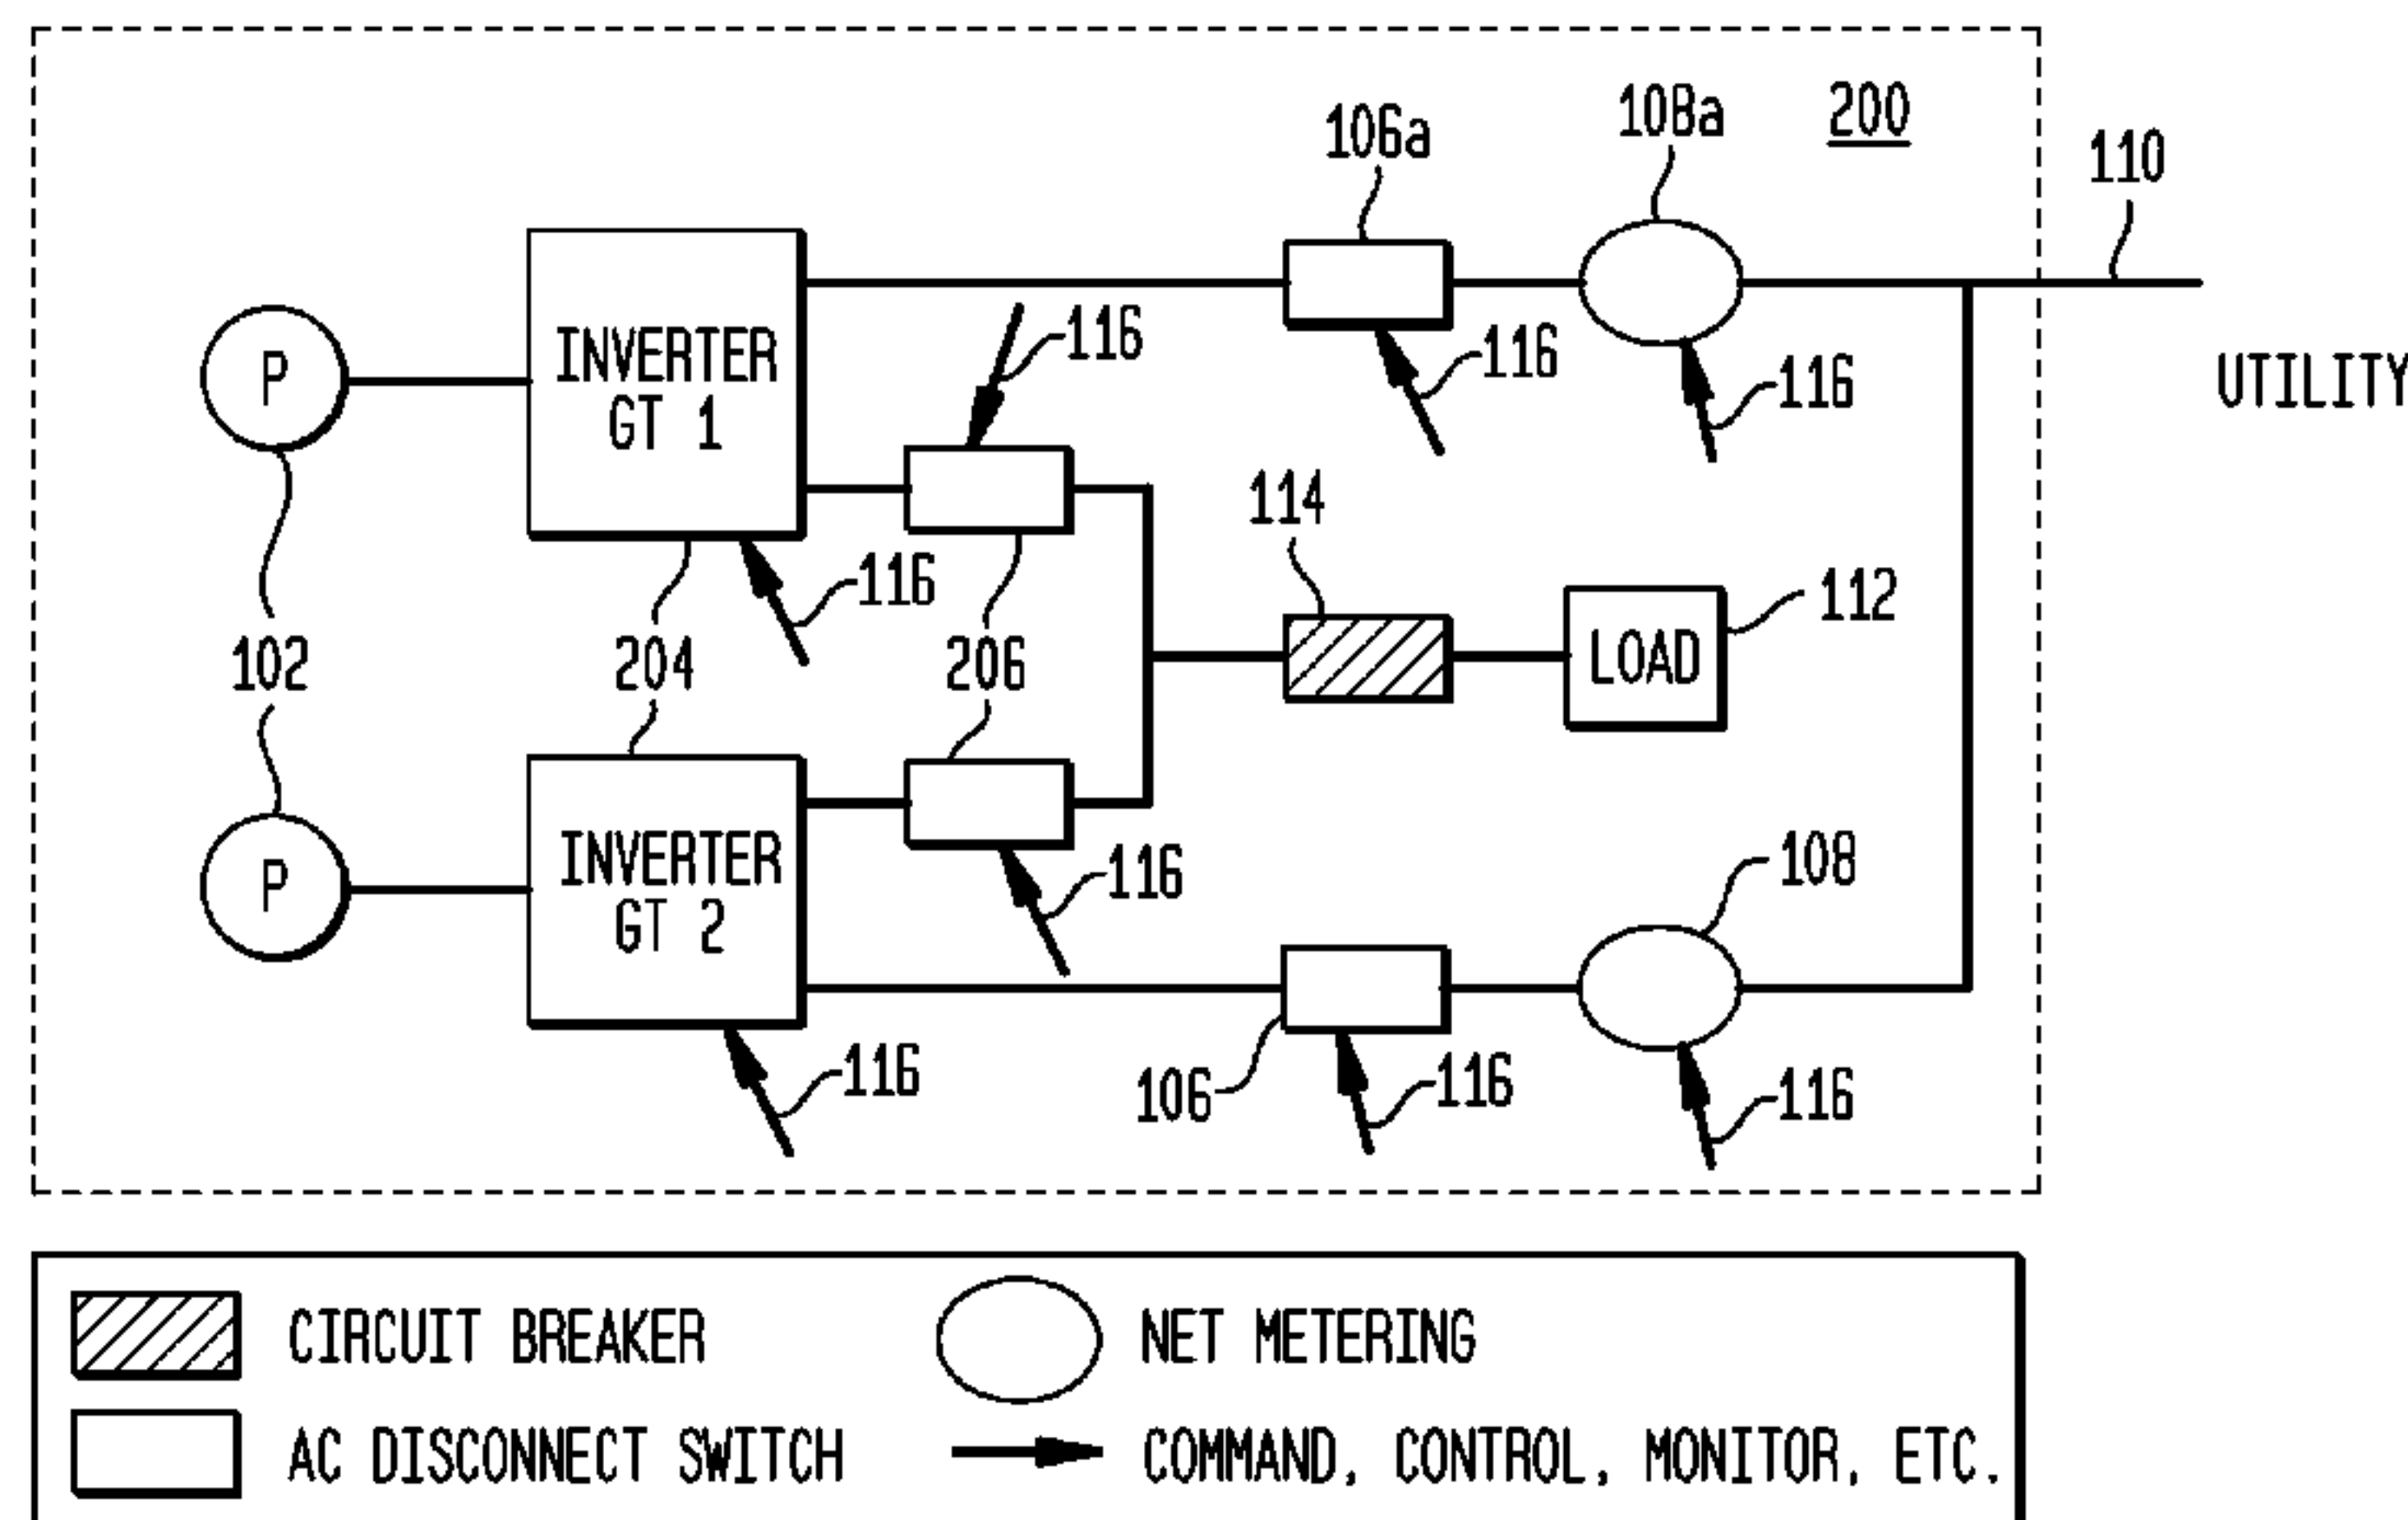 200
106a
108a
110
UTILITY
P
INVERTER
GT 1
116
116
116
114
116
112
LOAD
102
204
206
P
INVERTER
GT 2
116
108
116
106
116
116
CIRCUIT BREAKER
NET METERING
AC DISCONNECT SWITCH
COMMAND, CONTROL, MONITOR, ETC.